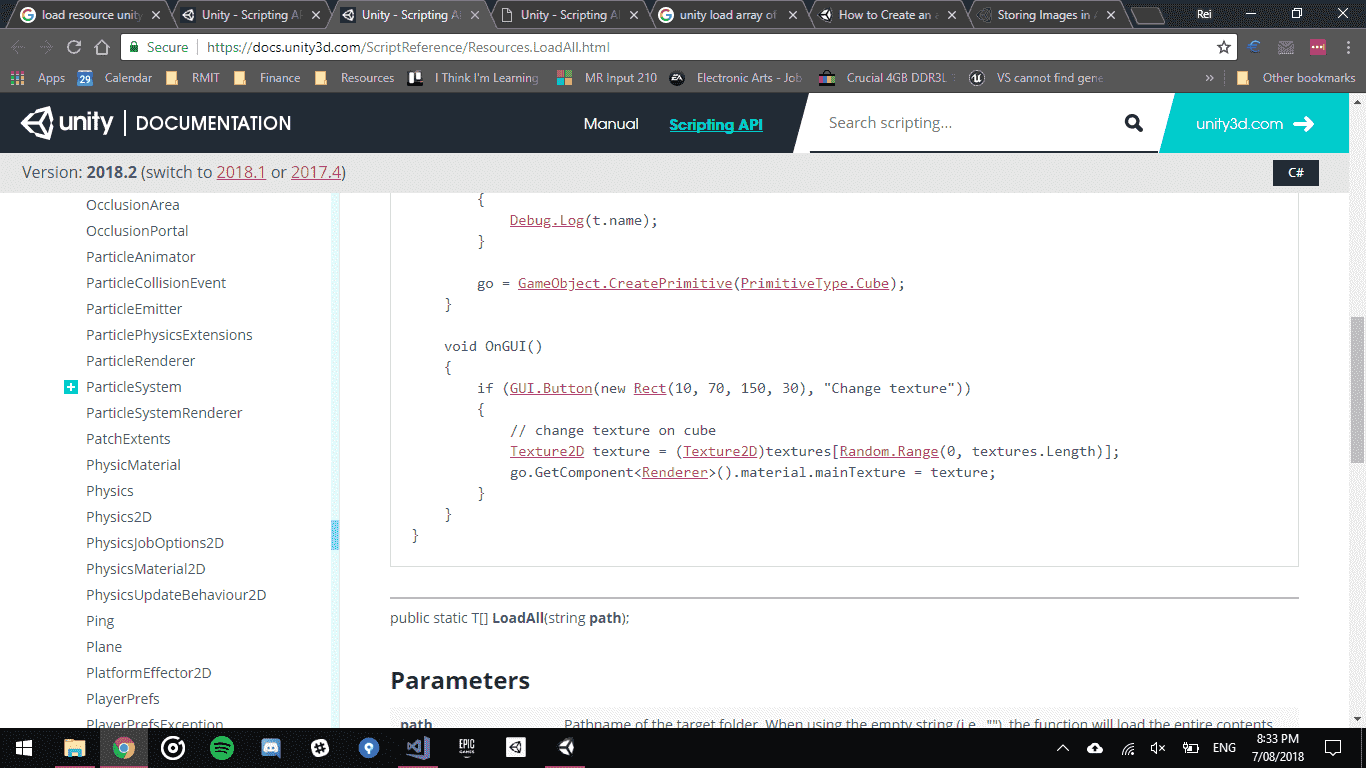 load resource unity
Unity - Scripting AP
Unity - Scripting AP
Unity - Scripting AP
unity load array of
How to Create an a
Storing Images in A
Rei
Secure
https://docs.unity3d.com/ScriptReference/Resources.LoadAll.html
Apps
29
Calendar
RMIT
Finance
Resources
I Think I'm Learning
MR Input 210
EA
Electronic Arts - Job
Crucial 4GB DDR3L
VS cannot find gene
»
Other bookmarks
unity | DOCUMENTATION
Manual
Scripting API
Search scripting...
unity3d.com
Version: 2018.2 (switch to 2018.1 or 2017.4)
C#
OcclusionArea
OcclusionPortal
ParticleAnimator
ParticleCollisionEvent
ParticleEmitter
ParticlePhysicsExtensions
ParticleRenderer
ParticleSystem
ParticleSystemRenderer
PatchExtents
PhysicMaterial
Physics
Physics2D
PhysicsJobOptions2D
PhysicsMaterial2D
PhysicsUpdateBehaviour2D
Ping
Plane
PlatformEffector2D
PlayerPrefs
PlayerPrefsException
{
Debug.Log(t.name);
}
go = GameObject.CreatePrimitive(PrimitiveType.Cube);
}
void OnGUI()
{
if (GUI.Button(new Rect(10, 70, 150, 30), "Change texture"))
{
// change texture on cube
Texture2D texture = (Texture2D)textures[Random.Range(0, textures.Length)];
go.GetComponent<Renderer>().material.mainTexture = texture;
}
}
}
public static T[] LoadAll(string path);
Parameters
path
Pathname of the target folder. When using the empty string (i.e., ""), the function will load the entire contents
EPIC
GAMES
ENG
8:33 PM
7/08/2018